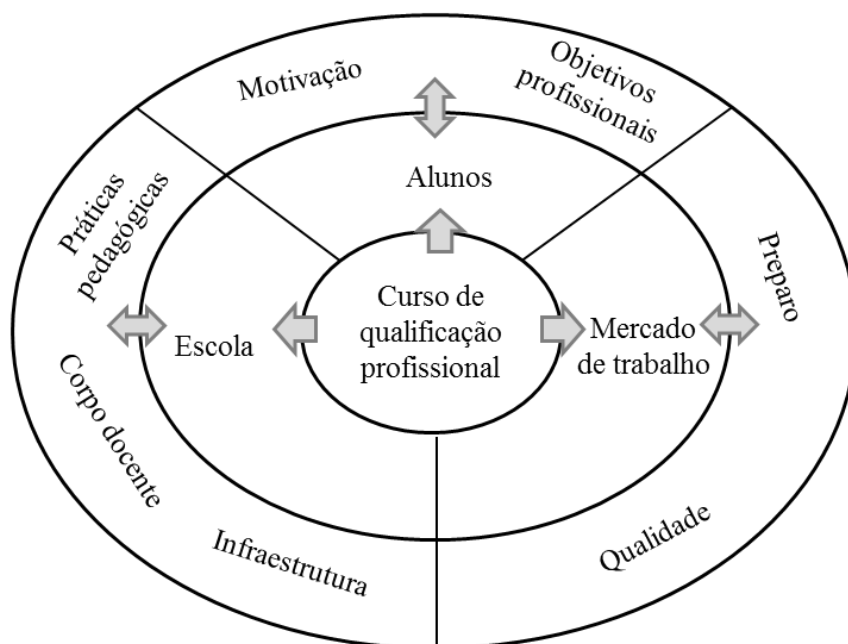 Motivação
Objetivos
profissionais
Práticas
pedagógicas
Alunos
Preparo
Curso de
qualificação
profissional
Escola
Mercado
de trabalho
Corpo docente
Infraestrutura
Qualidade